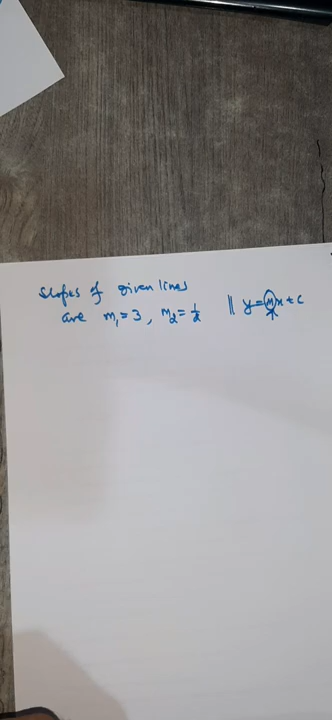 Slopes of given lines
are m₁ = 3, m₂ = 1/2 || y = mx + c